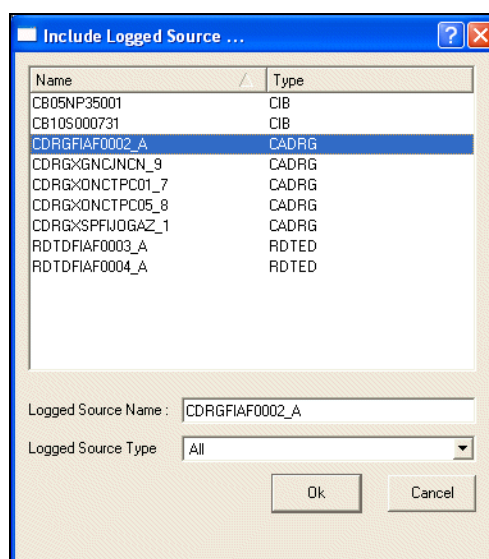 Include Logged Source ...
Name Type
CB05NP35001 CIB
CB10S000731 CIB
CDRGFIAF0002_A CADRG
CDRGXGNCJNCN_9 CADRG
CDRGXONCTPC01_7 CADRG
CDRGXONCTPC05_8 CADRG
CDRGXSPFIJOGAZ_1 CADRG
RDTDFIAF0003_A RDTED
RDTDFIAF0004_A RDTED
Logged Source Name : CDRGFIAF0002_A
Logged Source Type All
Ok Cancel